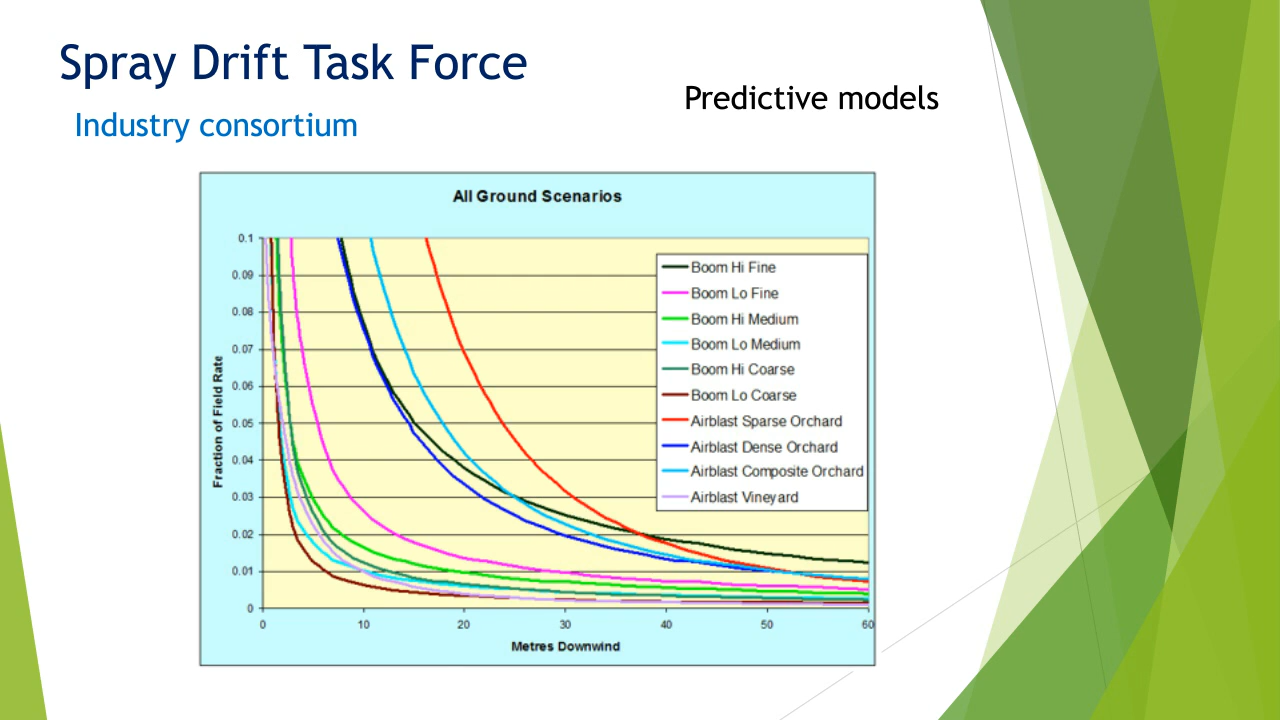 Spray Drift Task Force
Predictive models
Industry consortium
All Ground Scenarios
0.1
0.09
0.08
0.07
0.06
0.05
0.04
0.03
0.02
0.01
0
Fraction of Field Rate
Boom Hi Fine
Boom Lo Fine
Boom Hi Medium
Boom Lo Medium
Boom Hi Coarse
Boom Lo Coarse
Airblast Sparse Orchard
Airblast Dense Orchard
Airblast Composite Orchard
Airblast Vineyard
0 10 20 30 40 50 60
Metres Downwind